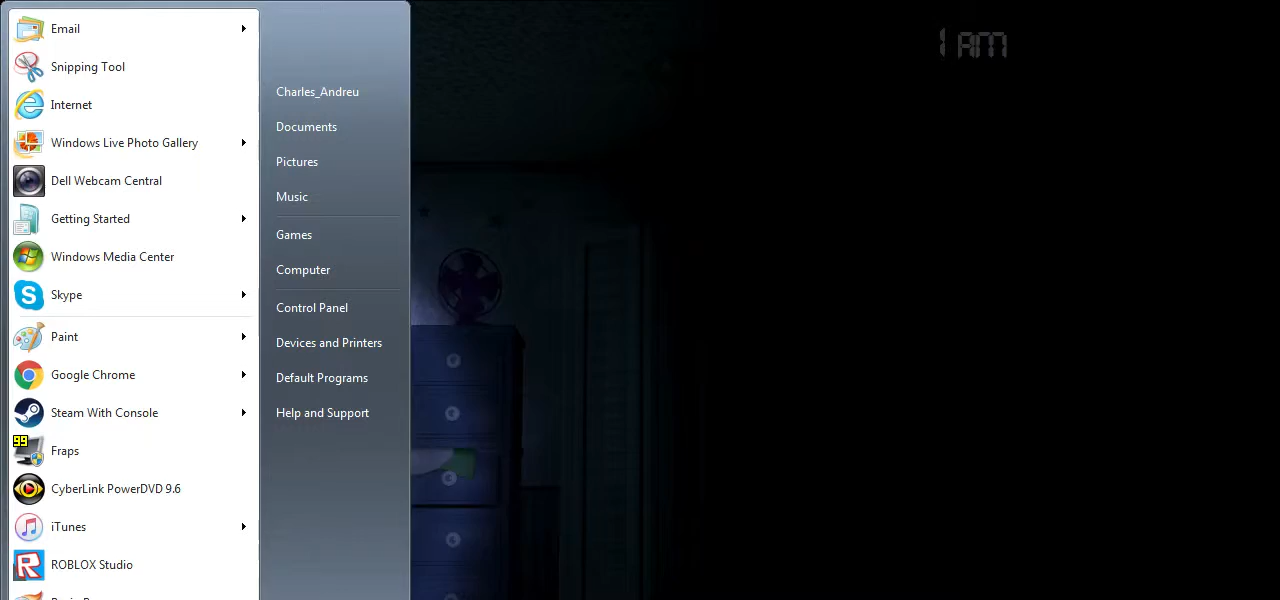 Email
Snipping Tool
Internet
Windows Live Photo Gallery
Dell Webcam Central
Getting Started
Windows Media Center
Skype
Paint
Google Chrome
Steam With Console
99
Fraps
CyberLink PowerDVD 9.6
iTunes
ROBLOX Studio
Charles_Andreu
Documents
Pictures
Music
Games
Computer
Control Panel
Devices and Printers
Default Programs
Help and Support
1 AM